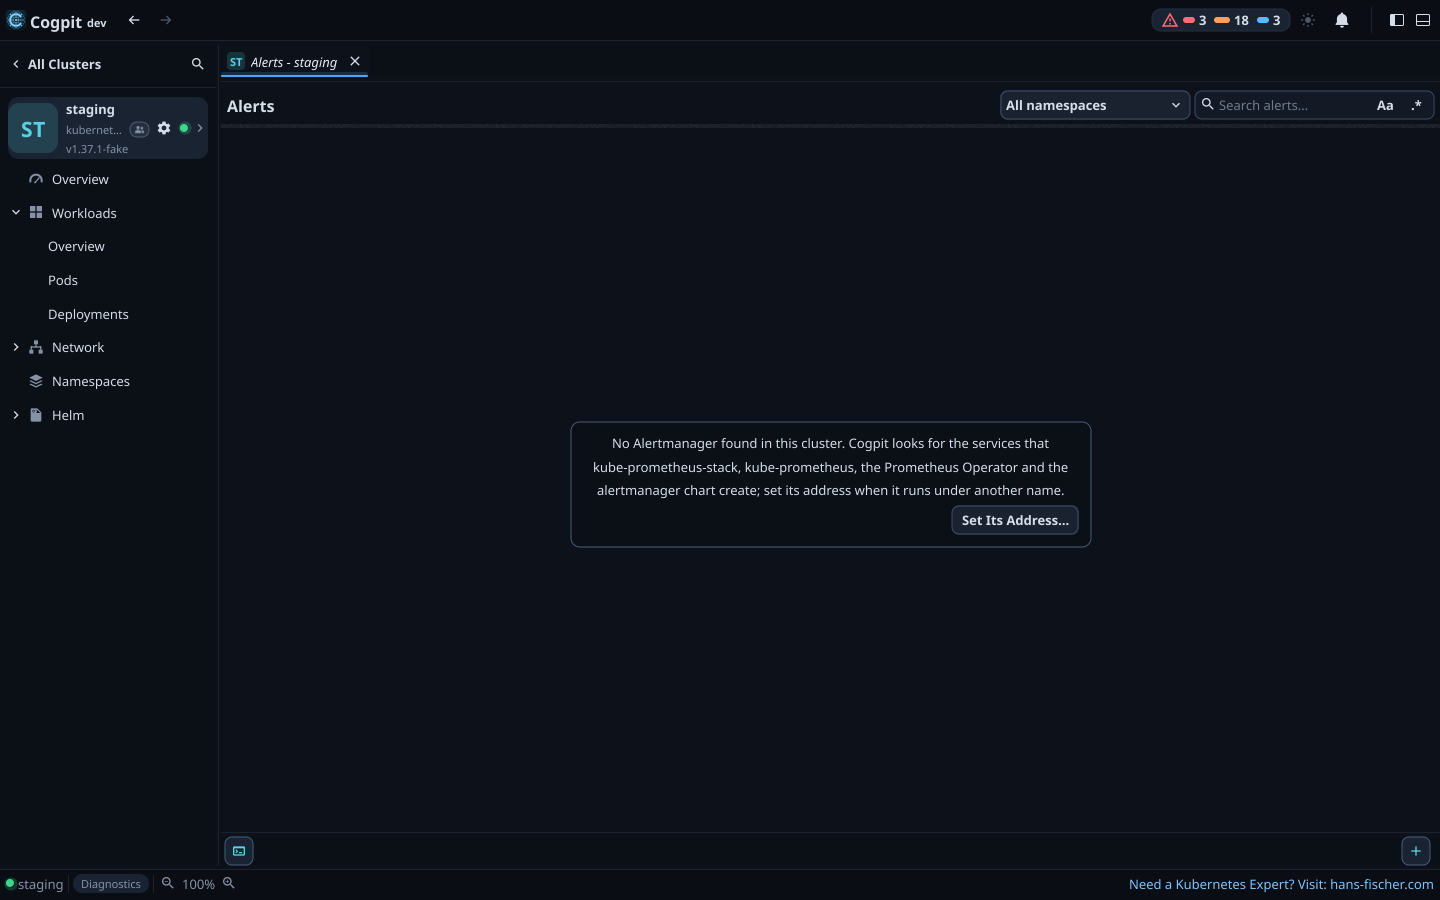 Cogpit dev
3 18 3
All Clusters
ST Alerts - staging
Alerts
All namespaces
Search alerts...
Aa .*
ST
staging
kubernet...
v1.37.1-fake
Overview
Workloads
Overview
Pods
Deployments
Network
Namespaces
Helm
No Alertmanager found in this cluster. Cogpit looks for the services that
kube-prometheus-stack, kube-prometheus, the Prometheus Operator and the
alertmanager chart create; set its address when it runs under another name.
Set Its Address...
staging
Diagnostics
100%
Need a Kubernetes Expert? Visit: hans-fischer.com